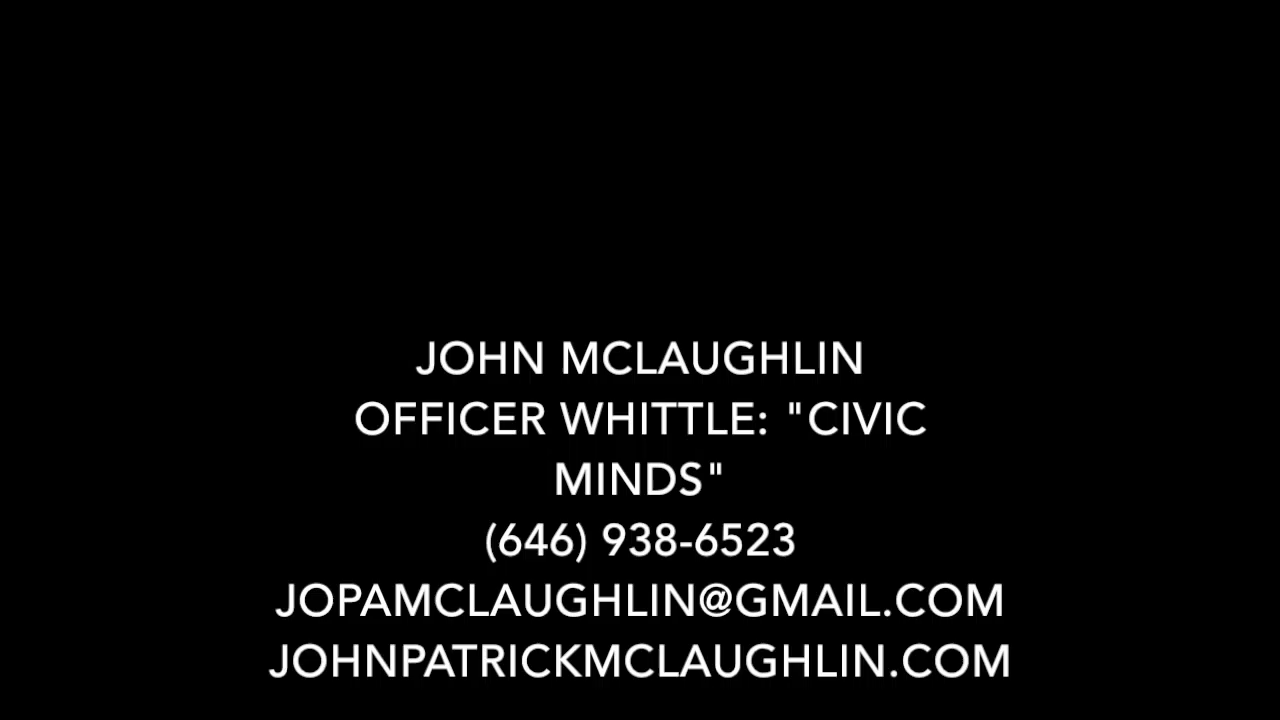 JOHN MCLAUGHLIN
OFFICER WHITTLE: "CIVIC
MINDS"
(646) 938-6523
JOPAMCLAUGHLIN@GMAIL.COM
JOHNPATRICKMCLAUGHLIN.COM